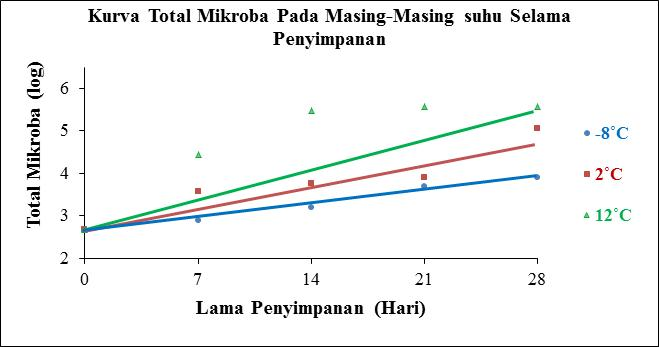 Kurva Total Mikroba Pada Masing-Masing suhu Selama
Penyimpanan
Total Mikroba (log)
6
5
4
3
2
0
7
14
21
28
Lama Penyimpanan (Hari)
-8˚C
2˚C
12˚C